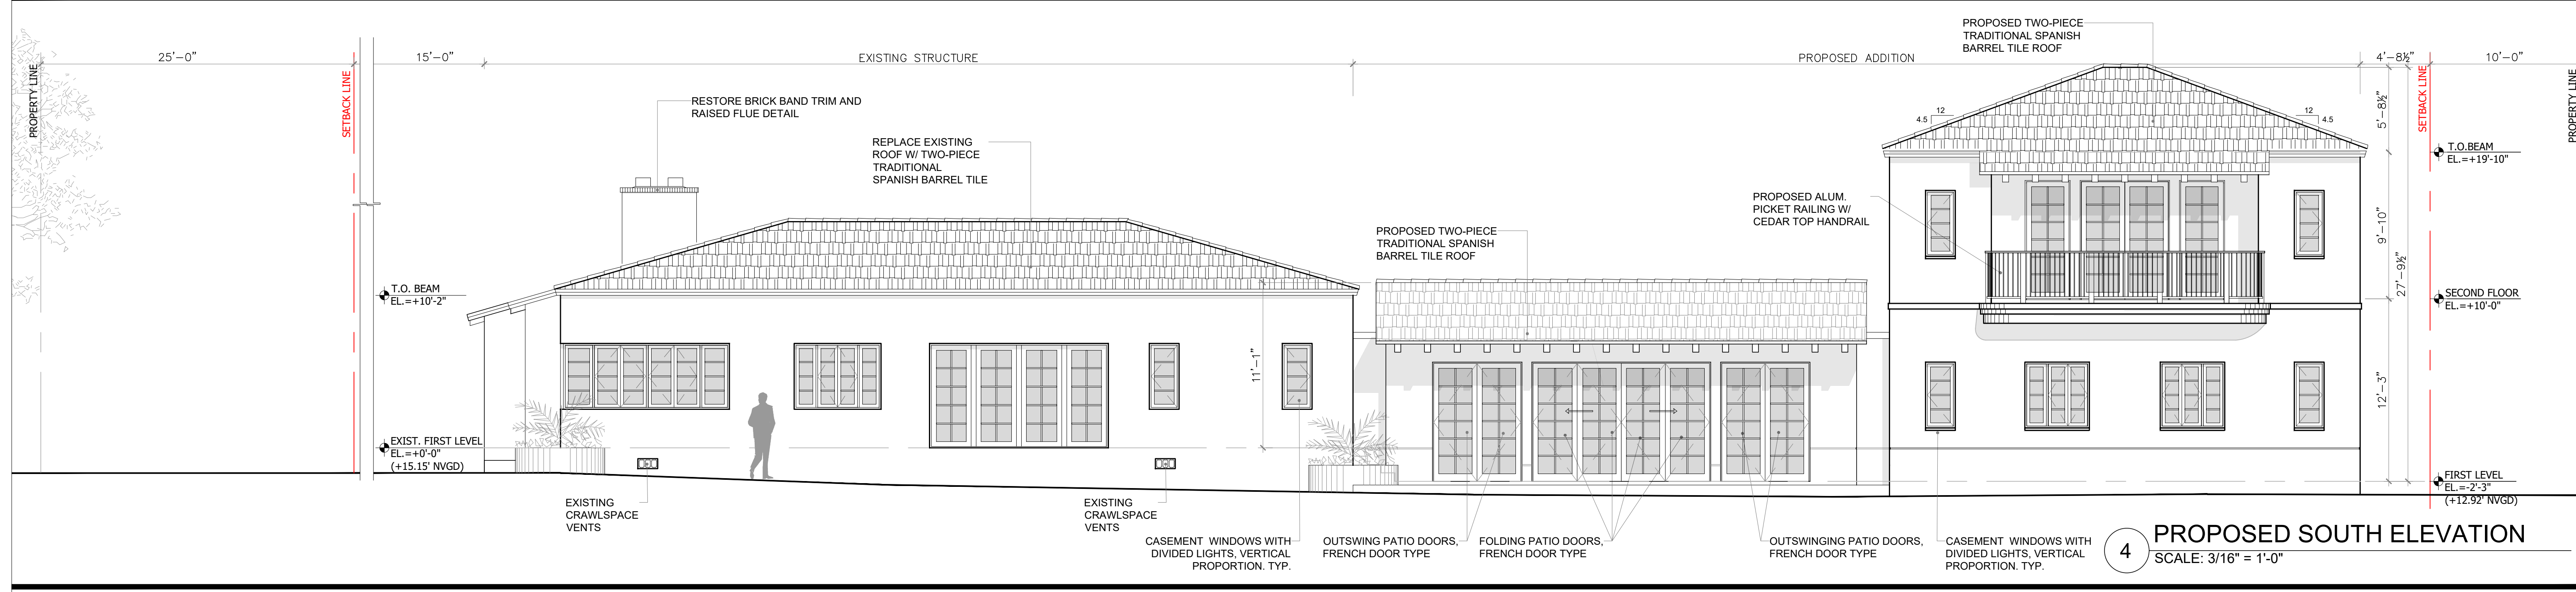 PROPOSED TWO-PIECE
TRADITIONAL SPANISH
BARREL TILE ROOF
25'-0"
15'-0"
EXISTING STRUCTURE
PROPOSED ADDITION
4'-8½"
10'-0"
PROPERTY LINE
SETBACK LINE
SETBACK LINE
PROPERTY LINE
RESTORE BRICK BAND TRIM AND
RAISED FLUE DETAIL
REPLACE EXISTING
ROOF W/ TWO-PIECE
TRADITIONAL
SPANISH BARREL TILE
12
4.5
12
4.5
5'-8½"
T.O.BEAM
EL.=+19'-10"
PROPOSED ALUM.
PICKET RAILING W/
CEDAR TOP HANDRAIL
PROPOSED TWO-PIECE
TRADITIONAL SPANISH
BARREL TILE ROOF
9'-10"
27'-9½"
T.O. BEAM
EL.=+10'-2"
SECOND FLOOR
EL.=+10'-0"
11'-1"
12'-3"
EXIST. FIRST LEVEL
EL.=+0'-0"
(+15.15' NVGD)
FIRST LEVEL
EL.=-2'-3"
(+12.92' NVGD)
EXISTING
CRAWLSPACE
VENTS
EXISTING
CRAWLSPACE
VENTS
CASEMENT WINDOWS WITH
DIVIDED LIGHTS, VERTICAL
PROPORTION. TYP.
OUTSWING PATIO DOORS,
FRENCH DOOR TYPE
FOLDING PATIO DOORS,
FRENCH DOOR TYPE
OUTSWINGING PATIO DOORS,
FRENCH DOOR TYPE
CASEMENT WINDOWS WITH
DIVIDED LIGHTS, VERTICAL
PROPORTION. TYP.
4
PROPOSED SOUTH ELEVATION
SCALE: 3/16" = 1'-0"